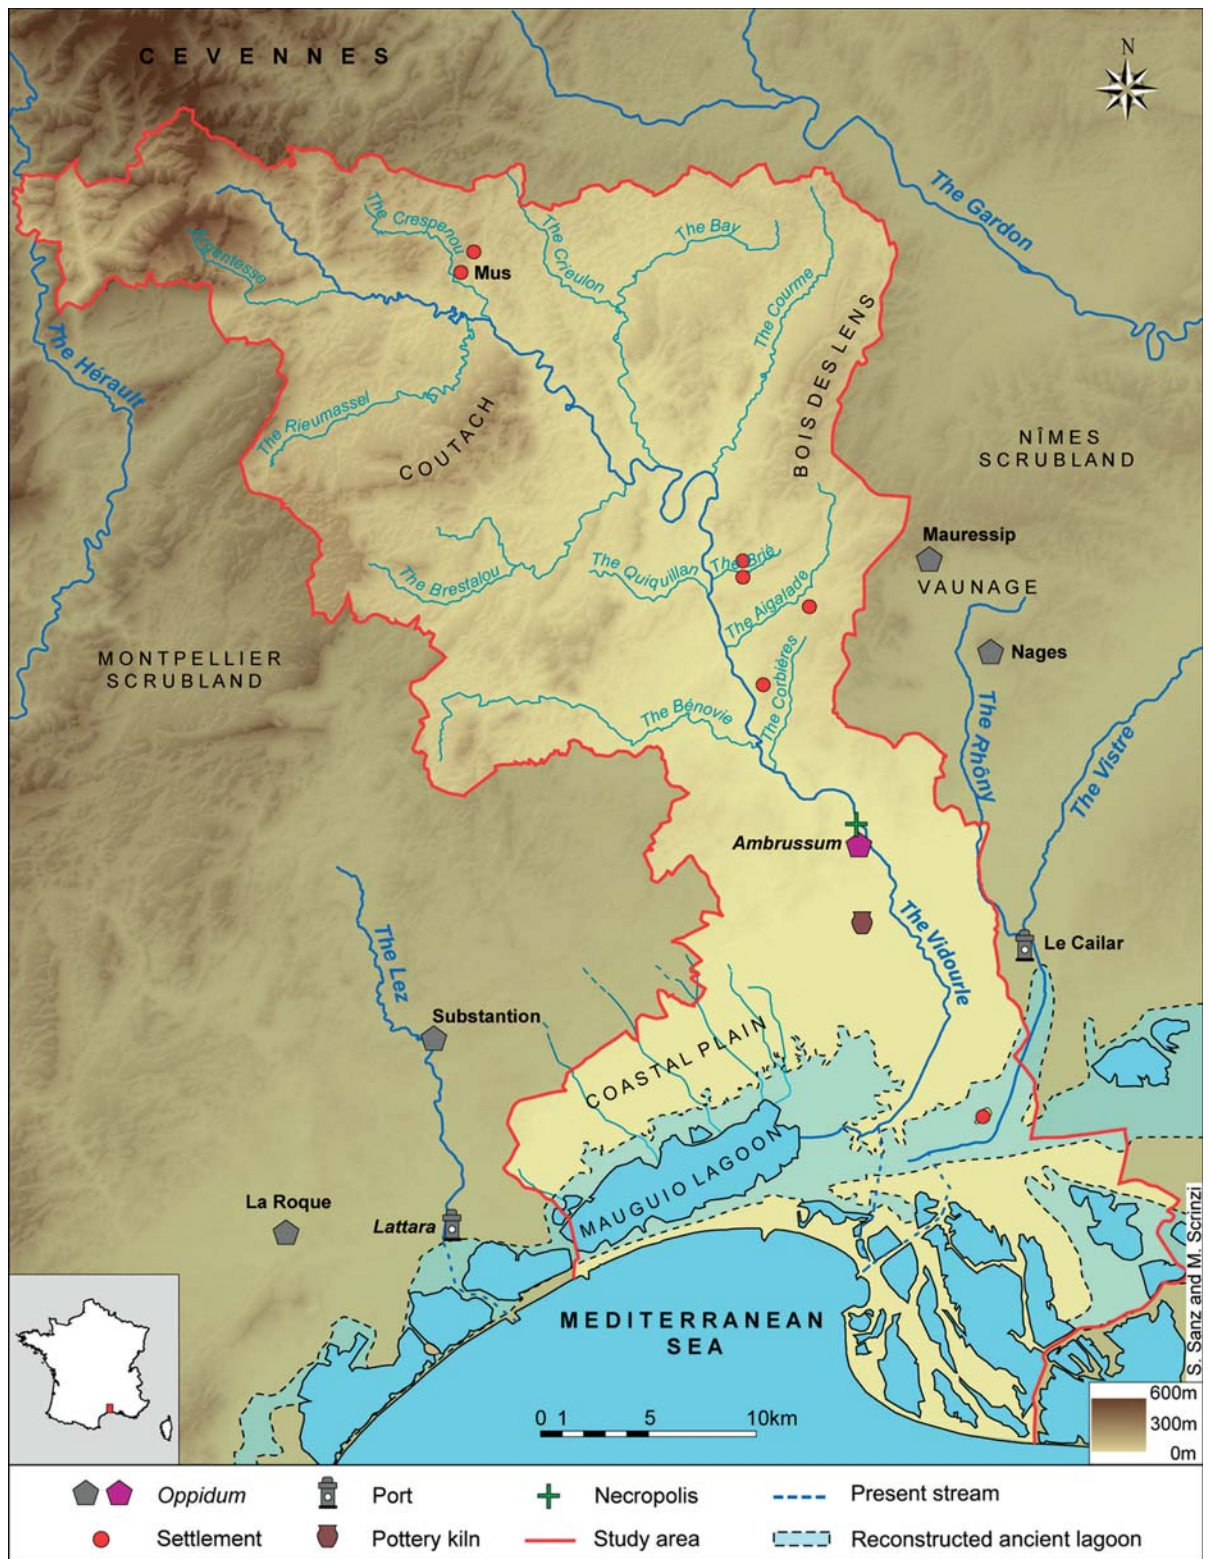 CEVENNES
N
The Gardon
The Crespenou
The Crieulon
The Bay
Argentesse
Mus
The Courme
The Hérault
BOIS DES LENS
The Rieumassel
COUTACH
NÎMES
SCRUBLAND
Mauressip
The Brestalou
The Quiquillan
The Brié
VAUNAGE
The Aigalade
MONTPELLIER
SCRUBLAND
Nages
The Corbières
The Bénovie
The Rhôny
The Vistre
Ambrussum
The Vidourle
Le Cailar
The Lez
Substantion
COASTAL PLAIN
MAUGUIO LAGOON
La Roque
Lattara
MEDITERRANEAN
SEA
S. Sanz and M. Scrinzi
0 1 5 10km
600m
300m
0m
Oppidum
Port
Necropolis
Present stream
Settlement
Pottery kiln
Study area
Reconstructed ancient lagoon